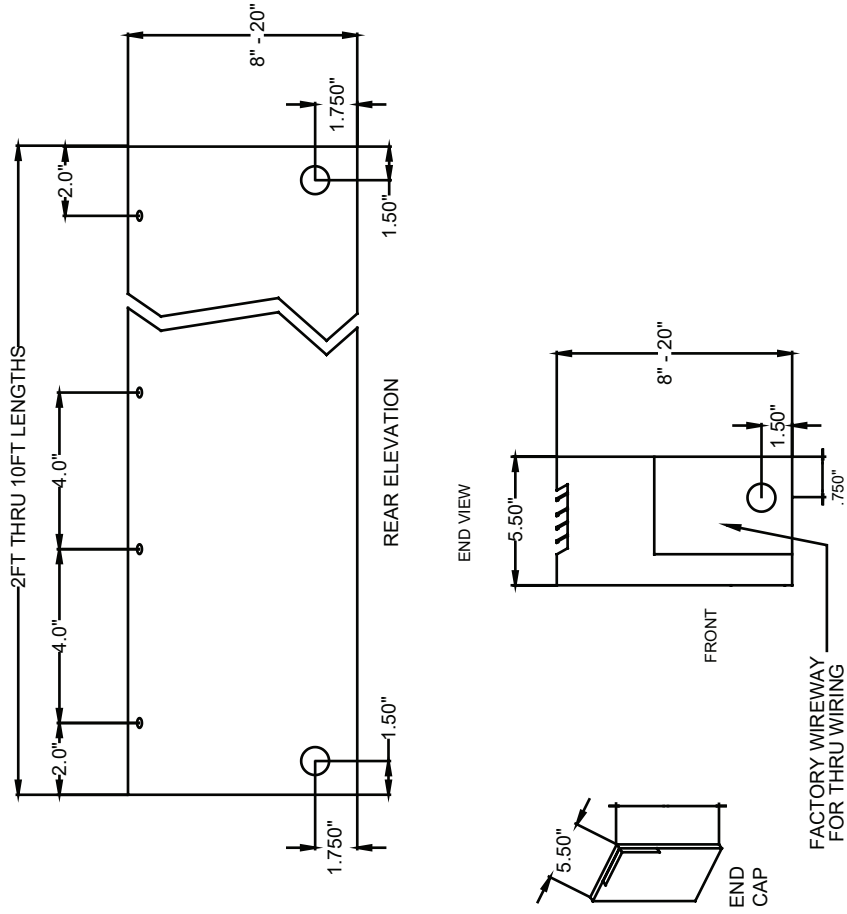 2FT THRU 10FT LENGTHS
2.0"
4.0"
4.0"
2.0"
8" - 20"
1.750"
1.50"
1.750"
1.50"
REAR ELEVATION
END VIEW
5.50"
8" - 20"
1.50"
.750"
FRONT
FACTORY WIREWAY
FOR THRU WIRING
5.50"
END
CAP